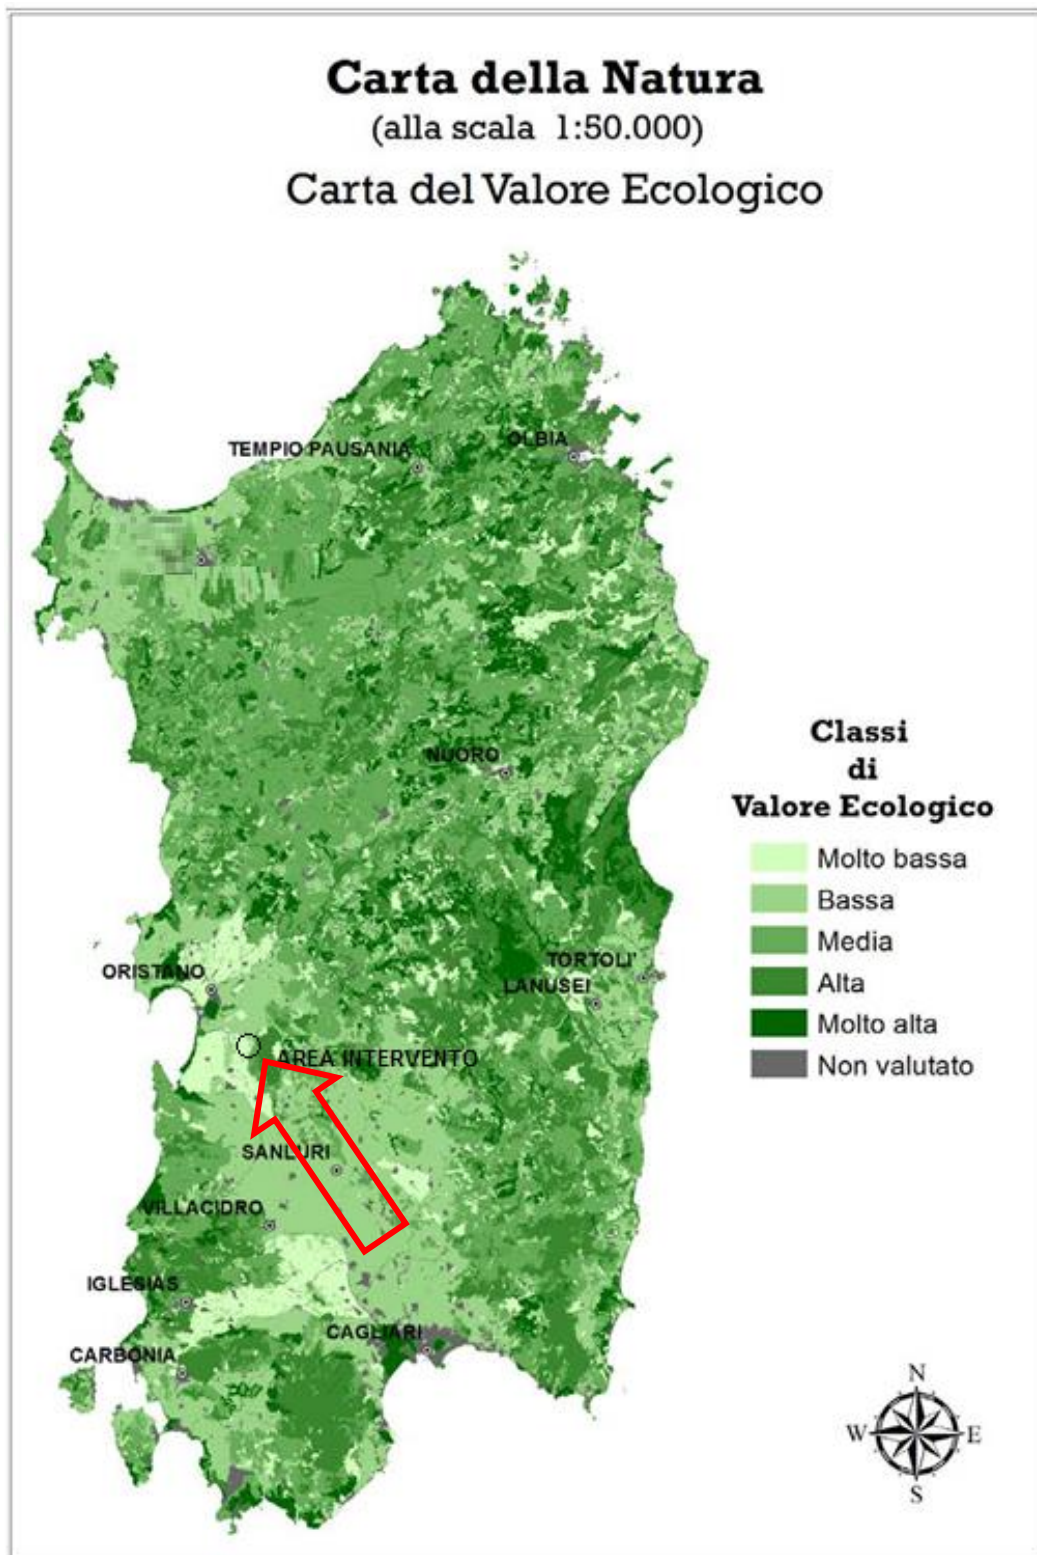 Carta della Natura
(alla scala 1:50.000)
Carta del Valore Ecologico
TEMPIO PAUSANIA
OLBIA
NUORO
ORISTANO
TORTOLI'
LANUSEI
AREA INTERVENTO
SANLURI
VILLACIDRO
IGLESIAS
CAGLIARI
CARBONIA
Classi
di
Valore Ecologico
Molto bassa
Bassa
Media
Alta
Molto alta
Non valutato
N
W E
S